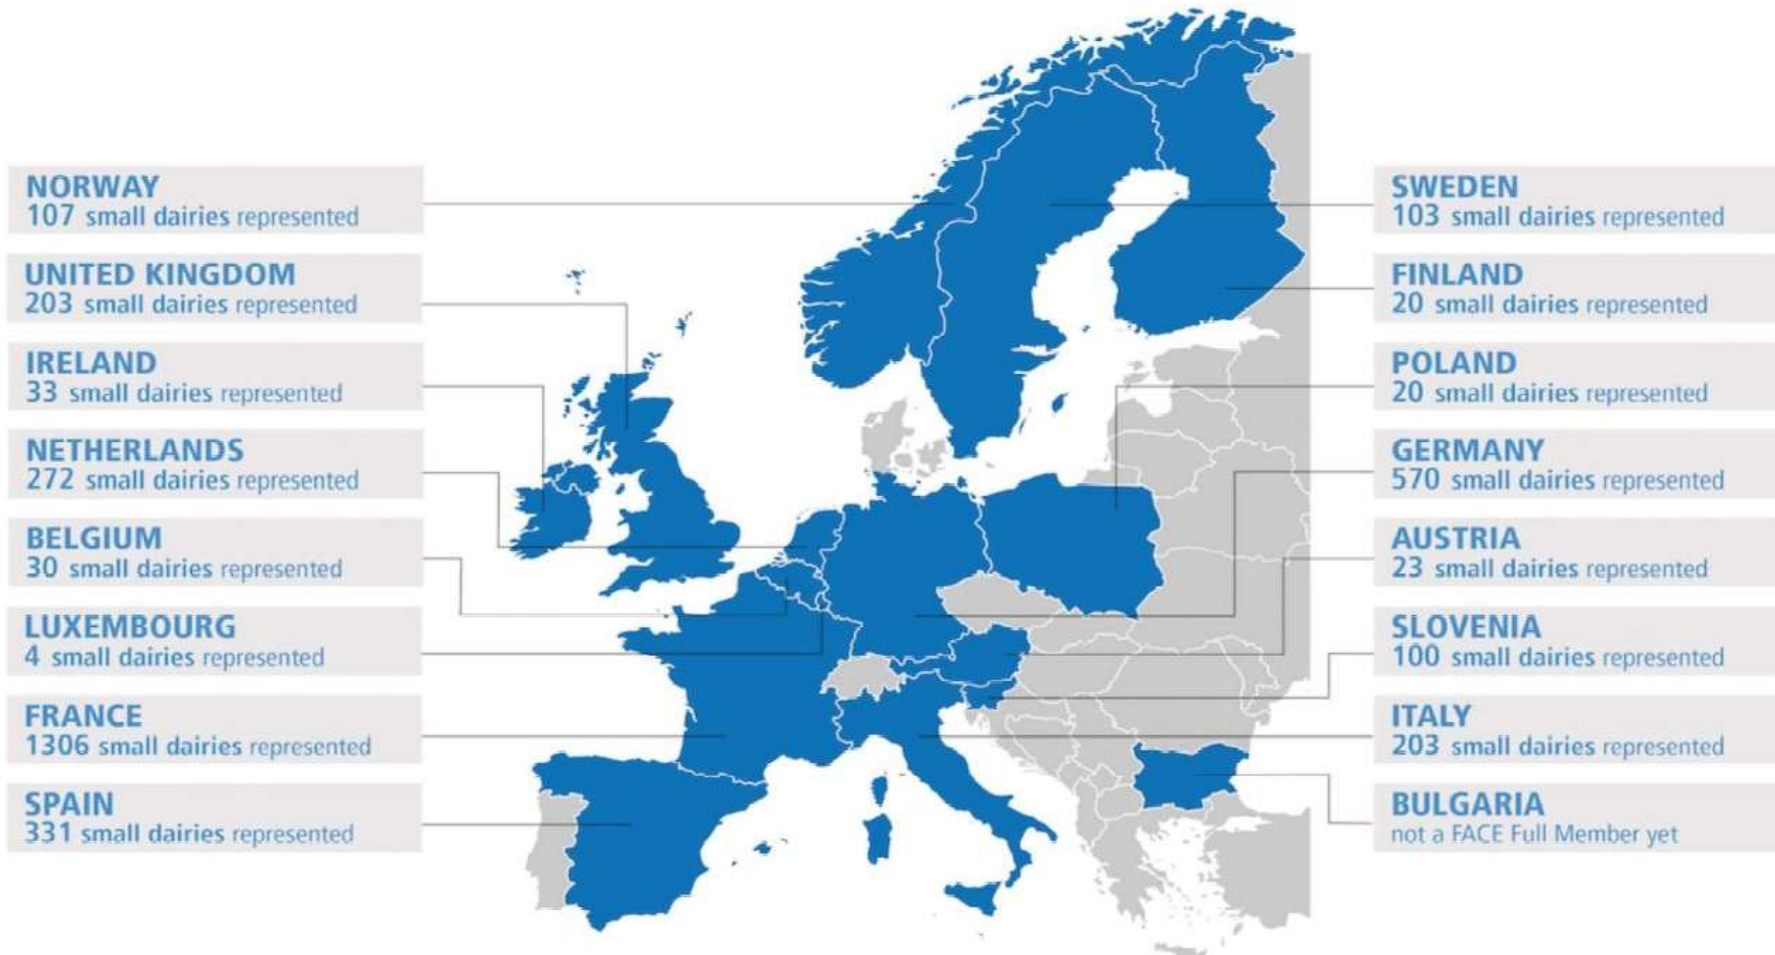 NORWAY
107 small dairies represented
UNITED KINGDOM
203 small dairies represented
IRELAND
33 small dairies represented
NETHERLANDS
272 small dairies represented
BELGIUM
30 small dairies represented
LUXEMBOURG
4 small dairies represented
FRANCE
1306 small dairies represented
SPAIN
331 small dairies represented
SWEDEN
103 small dairies represented
FINLAND
20 small dairies represented
POLAND
20 small dairies represented
GERMANY
570 small dairies represented
AUSTRIA
23 small dairies represented
SLOVENIA
100 small dairies represented
ITALY
203 small dairies represented
BULGARIA
not a FACE Full Member yet